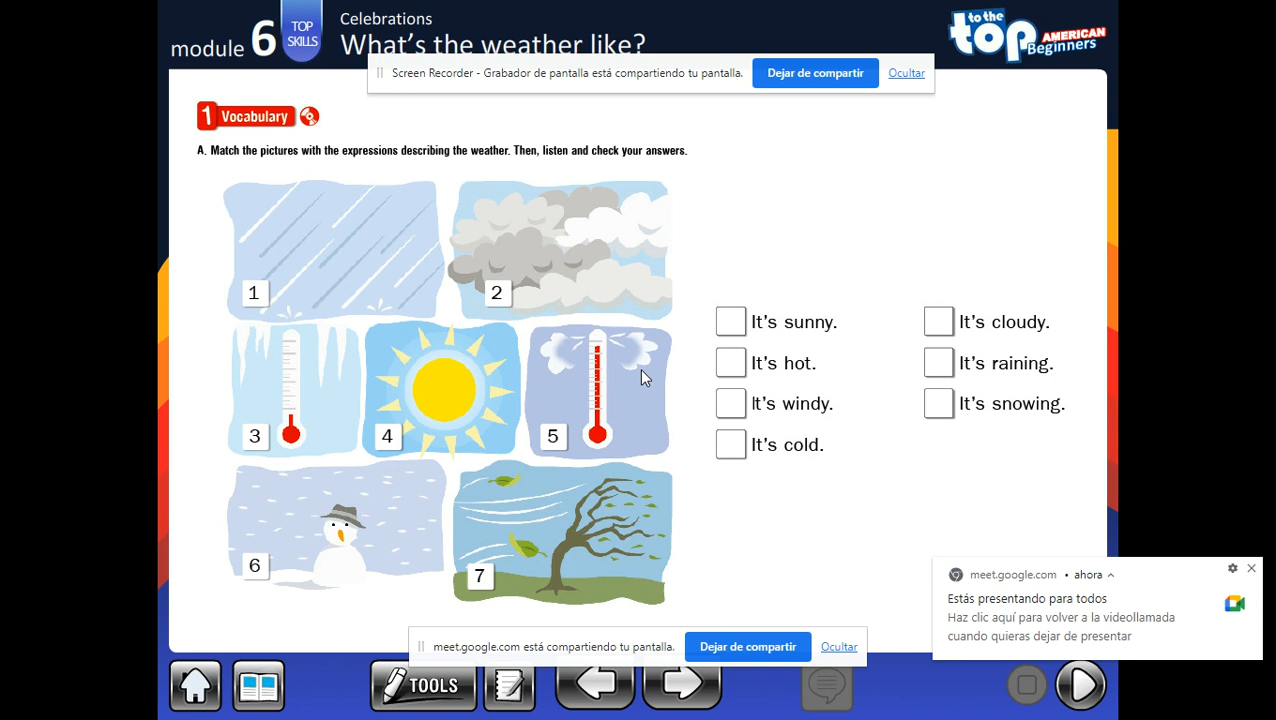 module 6
TOP SKILLS
Celebrations
What's the weather like?
to the top AMERICAN Beginners
Screen Recorder - Grabador de pantalla está compartiendo tu pantalla. Dejar de compartir Ocultar
1 Vocabulary
A. Match the pictures with the expressions describing the weather. Then, listen and check your answers.
1
2
3
4
5
6
7
It's sunny. It's cloudy.
It's hot. It's raining.
It's windy. It's snowing.
It's cold.
meet.google.com • ahora
Estás presentando para todos
Haz clic aquí para volver a la videollamada
cuando quieras dejar de presentar
meet.google.com está compartiendo tu pantalla. Dejar de compartir Ocultar
TOOLS